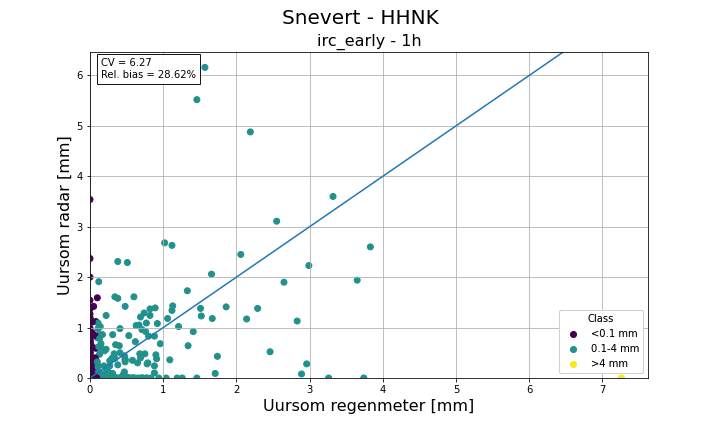 Snevert - HHNK
irc_early - 1h
CV = 6.27
Rel. bias = 28.62%
Uursom radar [mm]
6
5
4
3
2
1
0
0 1 2 3 4 5 6 7
Uursom regenmeter [mm]
Class
<0.1 mm
0.1-4 mm
>4 mm